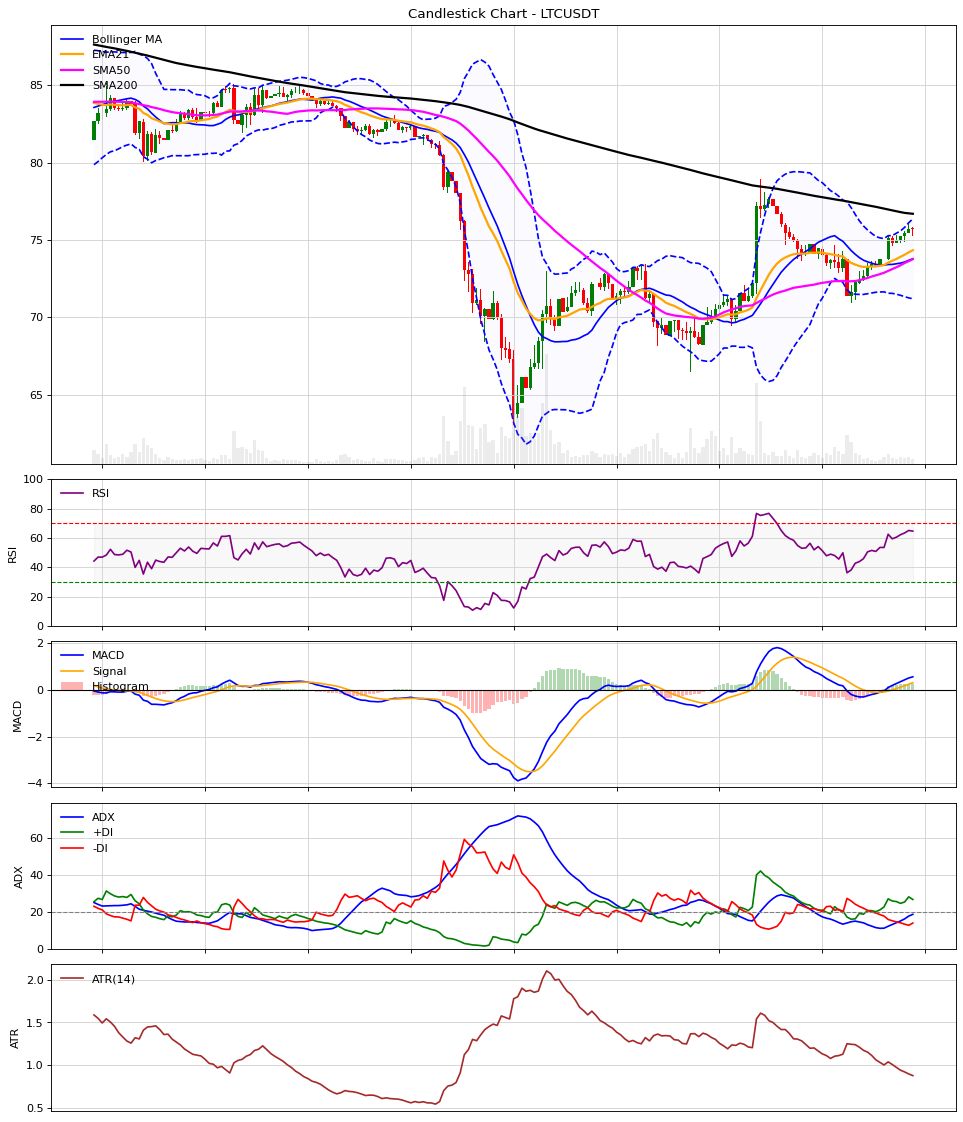 Candlestick Chart - LTCUSDT
Bollinger MA
EMA21
SMA50
SMA200
85
80
75
70
65
RSI
100
80
60
40
20
0
RSI
MACD
Signal
Histogram
2
0
−2
−4
MACD
ADX
+DI
-DI
60
40
20
0
ADX
ATR(14)
2.0
1.5
1.0
0.5
ATR